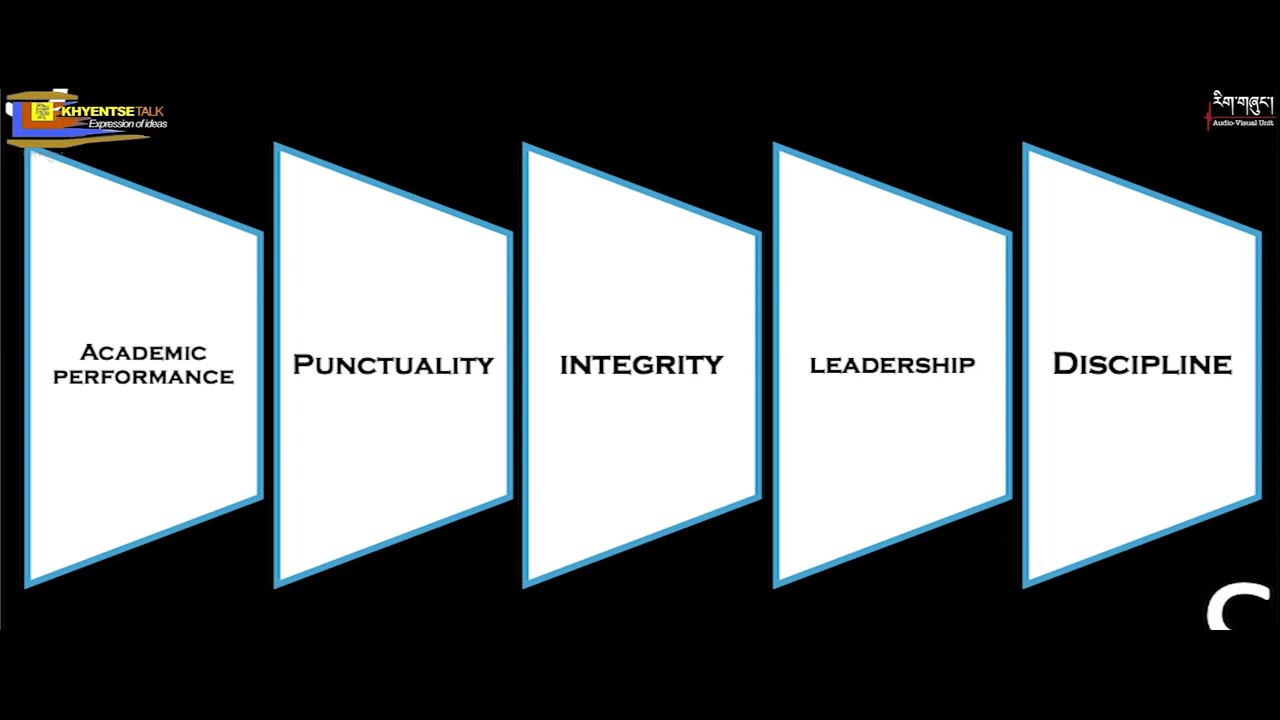 KHYENTSE TALK
Expression of ideas
རིག་གཞུང་།
Audio-Visual Unit
ACADEMIC
PERFORMANCE
PUNCTUALITY
INTEGRITY
LEADERSHIP
DISCIPLINE